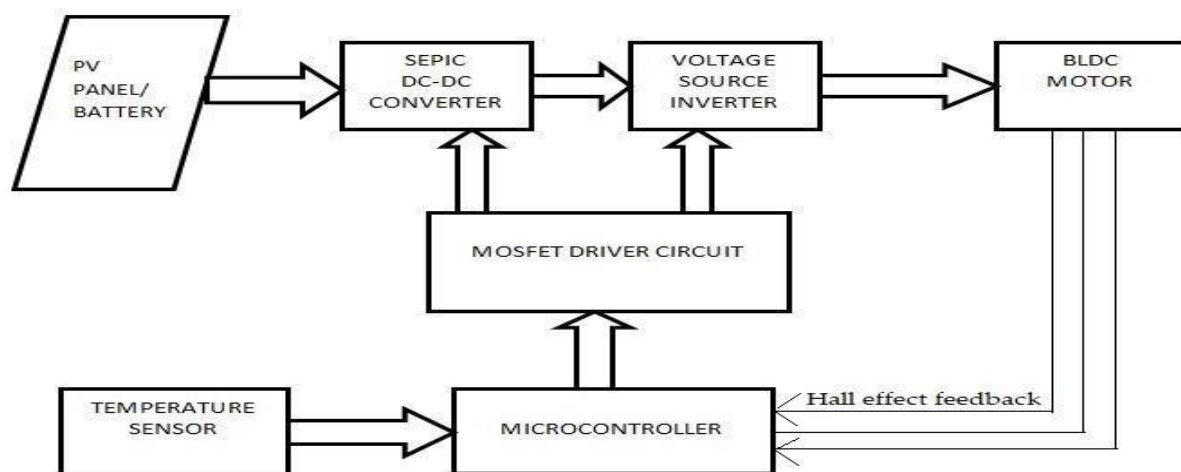 PV
PANEL/
BATTERY
SEPIC
DC-DC
CONVERTER
VOLTAGE
SOURCE
INVERTER
BLDC
MOTOR
MOSFET DRIVER CIRCUIT
TEMPERATURE
SENSOR
MICROCONTROLLER
Hall effect feedback